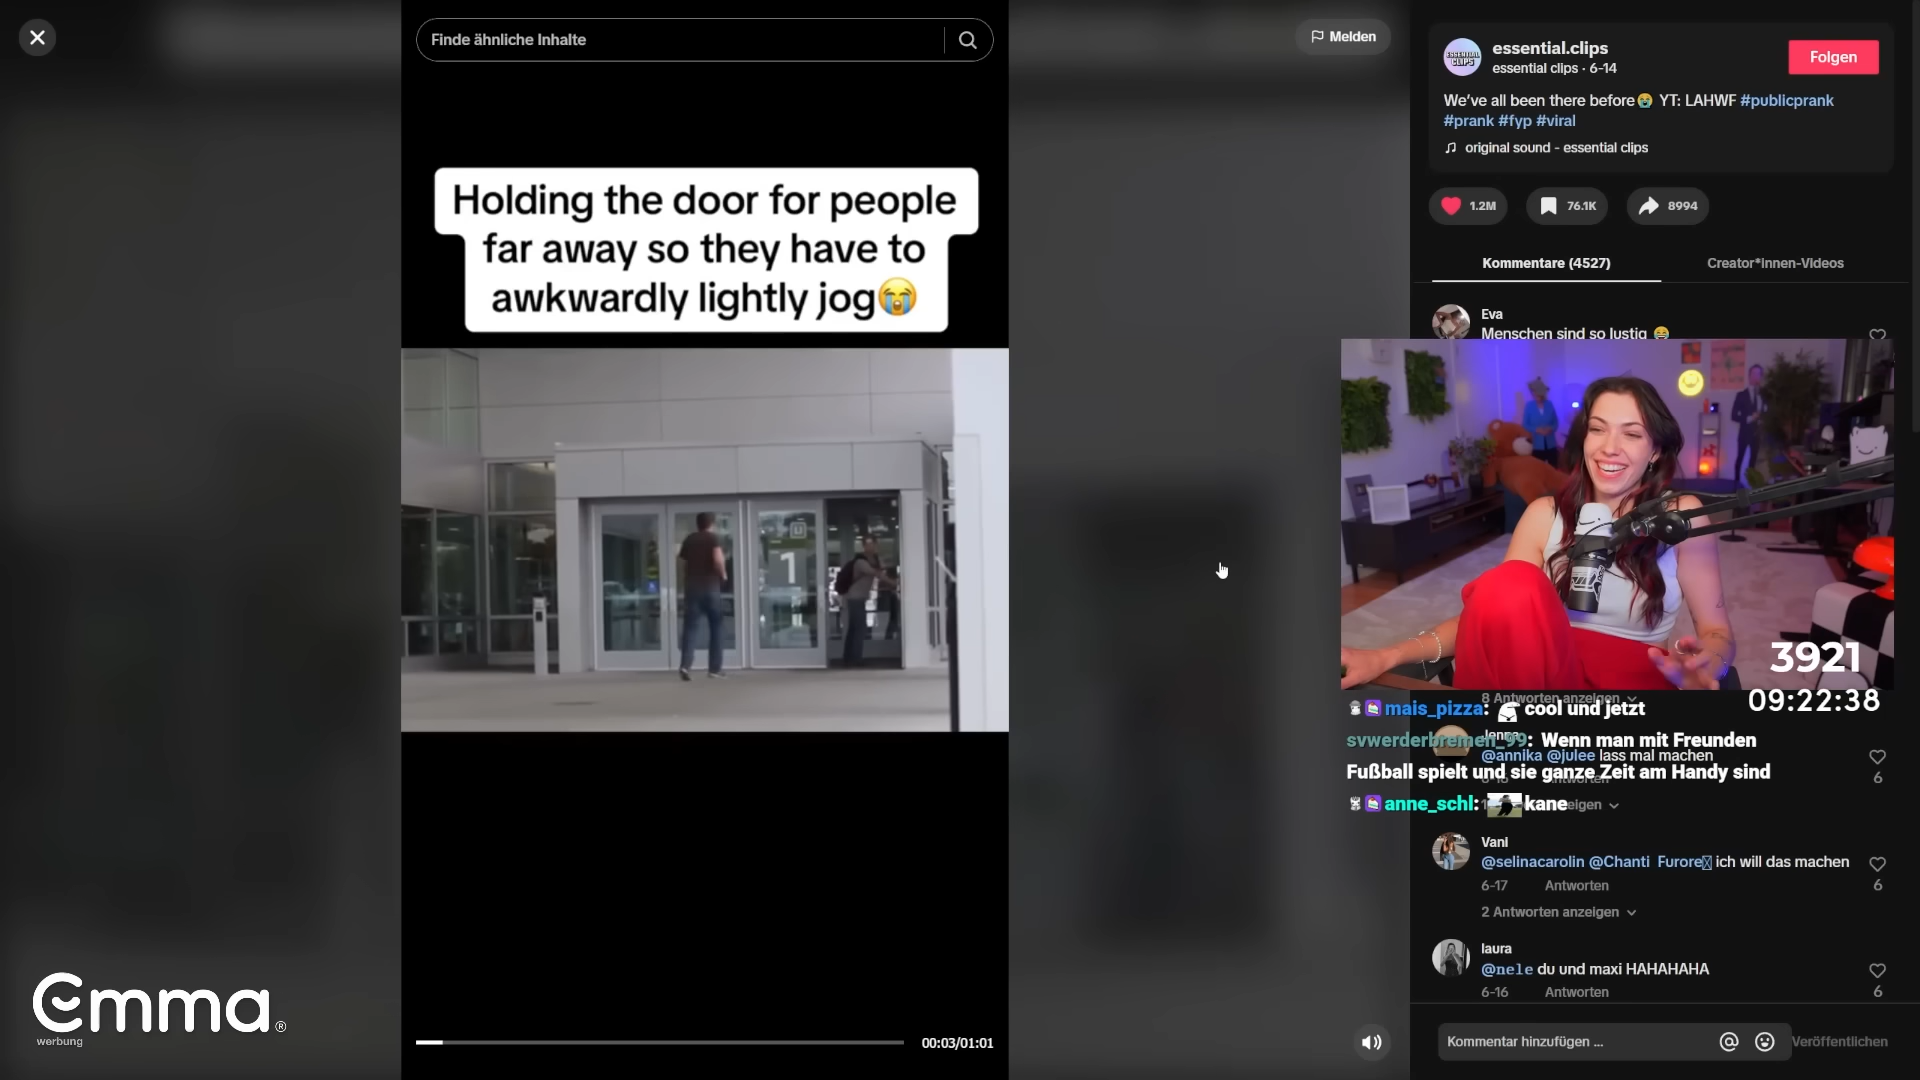 Finde ähnliche Inhalte
Melden
Holding the door for people
far away so they have to
awkwardly lightly jog😭
1
00:03/01:01
emma®
werbung
essential.clips
essential clips · 6-14
Folgen
We've all been there before😭 YT: LAHWF #publicprank
#prank #fyp #viral
original sound - essential clips
1.2M
76.1K
8994
Kommentare (4527)
Creator*innen-Videos
Eva
Menschen sind so lustig 😂
3921
09:22:38
8 Antworten anzeigen
mais_pizza: cool und jetzt
svwerderbremen_99: Wenn man mit Freunden
Fußball spielt und sie ganze Zeit am Handy sind
anne_schl: kane
@annika @julee lass mal machen
6
Vani
@selinacarolin @Chanti Furore ich will das machen
6-17 Antworten
6
2 Antworten anzeigen
laura
@nele du und maxi HAHAHAHA
6-16 Antworten
6
Kommentar hinzufügen ...
Veröffentlichen